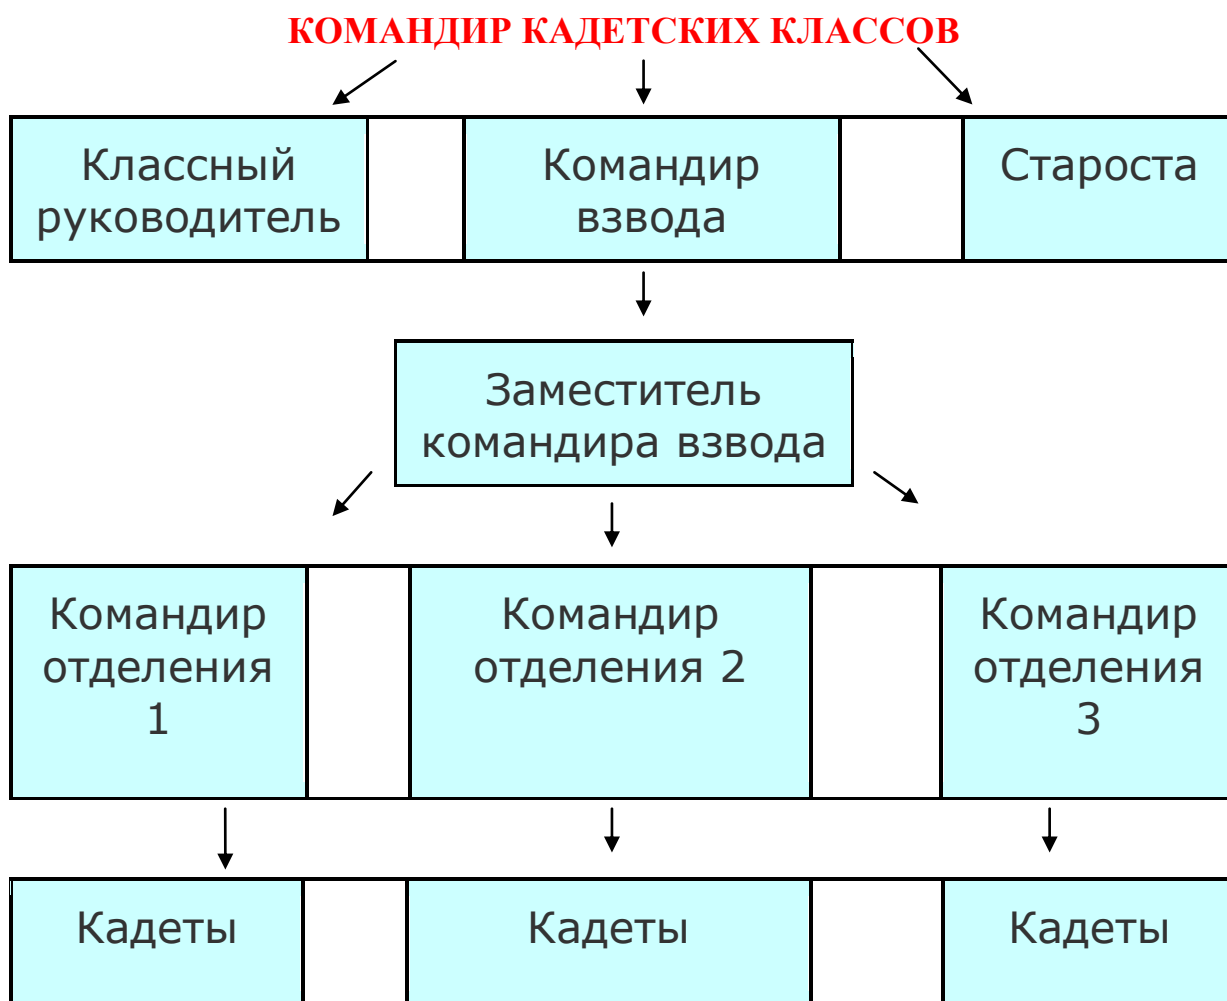 КОМАНДИР КАДЕТСКИХ КЛАССОВ
Классный
руководитель
Командир
взвода
Староста
Заместитель
командира взвода
Командир
отделения
1
Командир
отделения 2
Командир
отделения
3
Кадеты
Кадеты
Кадеты